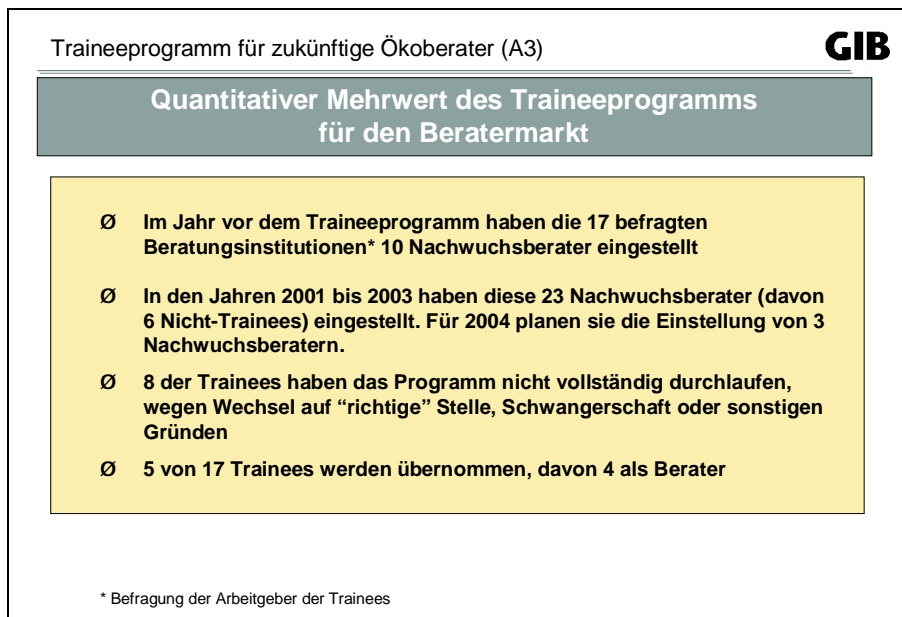 Traineeprogramm für zukünftige Ökoberater (A3)
GIB
Quantitativer Mehrwert des Traineeprogramms
für den Beratermarkt
Ø Im Jahr vor dem Traineeprogramm haben die 17 befragten
Beratungsinstitutionen* 10 Nachwuchsberater eingestellt
Ø In den Jahren 2001 bis 2003 haben diese 23 Nachwuchsberater (davon
6 Nicht-Trainees) eingestellt. Für 2004 planen sie die Einstellung von 3
Nachwuchsberatern.
Ø 8 der Trainees haben das Programm nicht vollständig durchlaufen,
wegen Wechsel auf “richtige” Stelle, Schwangerschaft oder sonstigen
Gründen
Ø 5 von 17 Trainees werden übernommen, davon 4 als Berater
* Befragung der Arbeitgeber der Trainees